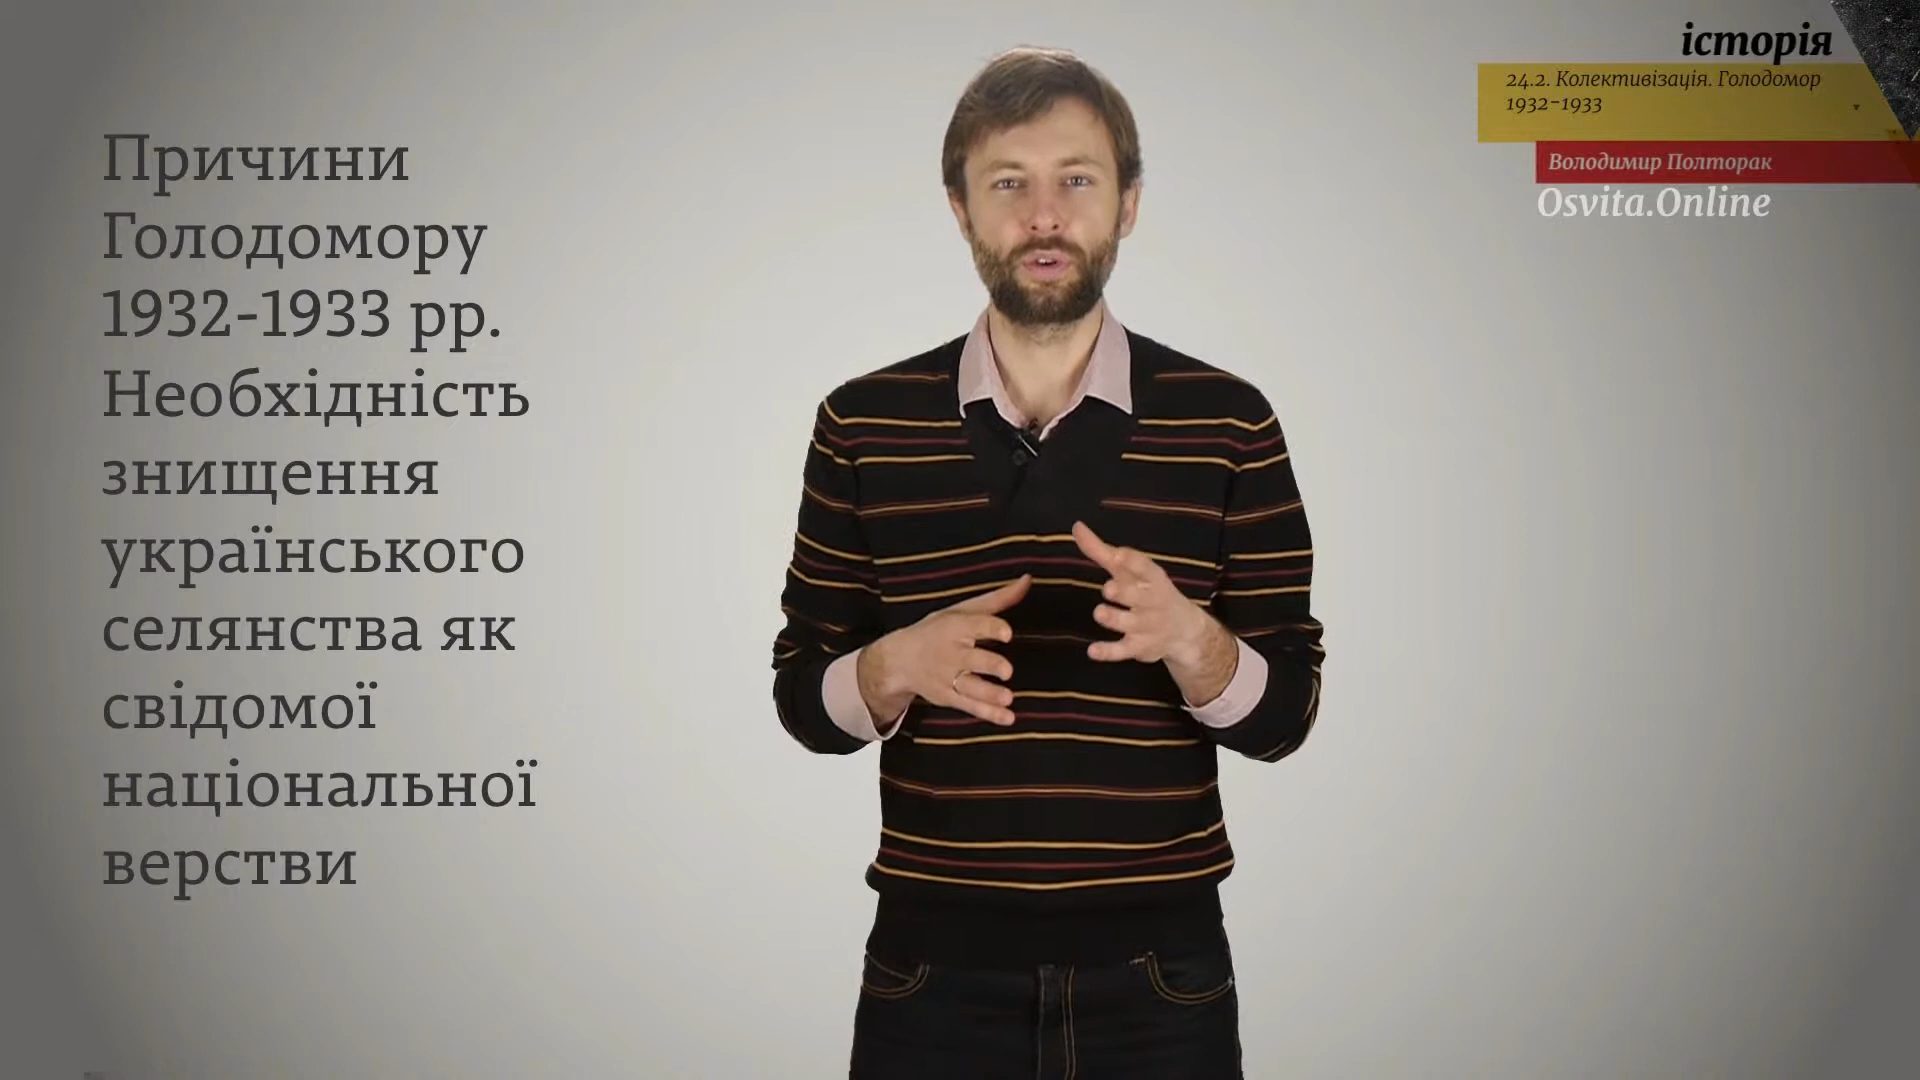 Причини
Голодомору
1932-1933 рр.
Необхідність
знищення
українського
селянства як
свідомої
національної
верстви
історія
24.2. Колективізація. Голодомор
1932-1933
Володимир Полторак
Osvita.Online